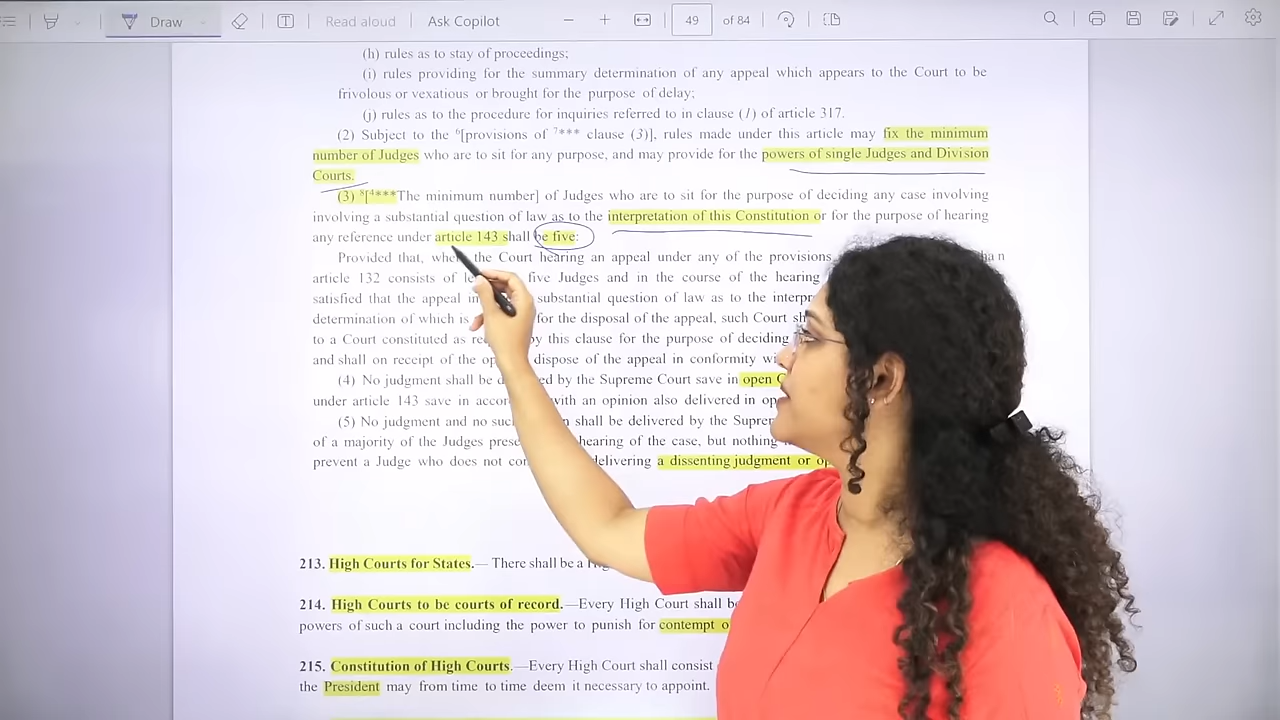 Draw
Read aloud
Ask Copilot
49 of 84
(h) rules as to stay of proceedings;
(i) rules providing for the summary determination of any appeal which appears to the Court to be
frivolous or vexatious or brought for the purpose of delay;
(j) rules as to the procedure for inquiries referred to in clause (1) of article 317.
(2) Subject to the ⁶[provisions of ⁷*** clause (3)], rules made under this article may fix the minimum
number of Judges who are to sit for any purpose, and may provide for the powers of single Judges and Division
Courts.
(3) ⁸[⁴***The minimum number] of Judges who are to sit for the purpose of deciding any case involving
involving a substantial question of law as to the interpretation of this Constitution or for the purpose of hearing
any reference under article 143 shall be five:
Provided that, the Court hearing an appeal under any of the provisions
article 132 consists of five Judges and in the course of the hearing
satisfied that the appeal substantial question of law as to the
determination of which is for the disposal of the appeal, such Court
to a Court constituted as by this clause for the purpose of deciding
and shall on receipt of the dispose of the appeal in conformity
(4) No judgment shall be by the Supreme Court save in open
under article 143 save in with an opinion also delivered in
(5) No judgment and no shall be delivered by the
of a majority of the Judges hearing of the case, but nothing
prevent a Judge who does not delivering a dissenting judgment or
213. High Courts for States.— There shall be a
214. High Courts to be courts of record.—Every High Court shall
powers of such a court including the power to punish for contempt
215. Constitution of High Courts.—Every High Court shall consist
the President may from time to time deem it necessary to appoint.